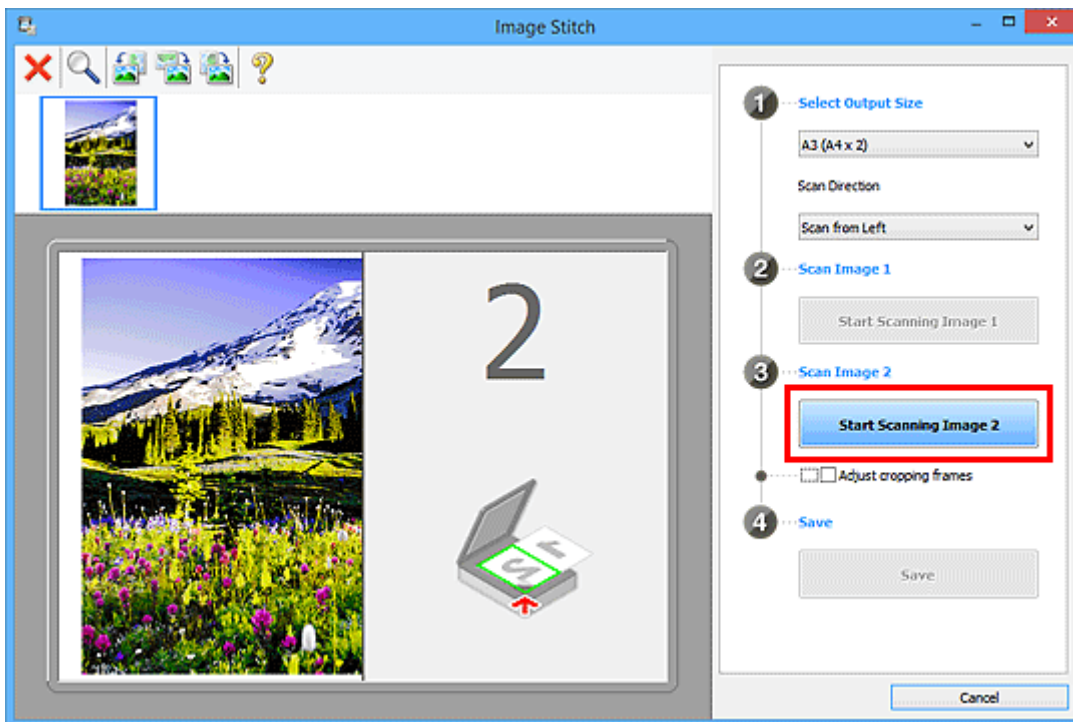 Image Stitch
1 Select Output Size
A3 (A4 x 2)
Scan Direction
Scan from Left
2 Scan Image 1
Start Scanning Image 1
3 Scan Image 2
Start Scanning Image 2
Adjust cropping frames
4 Save
Save
Cancel
2